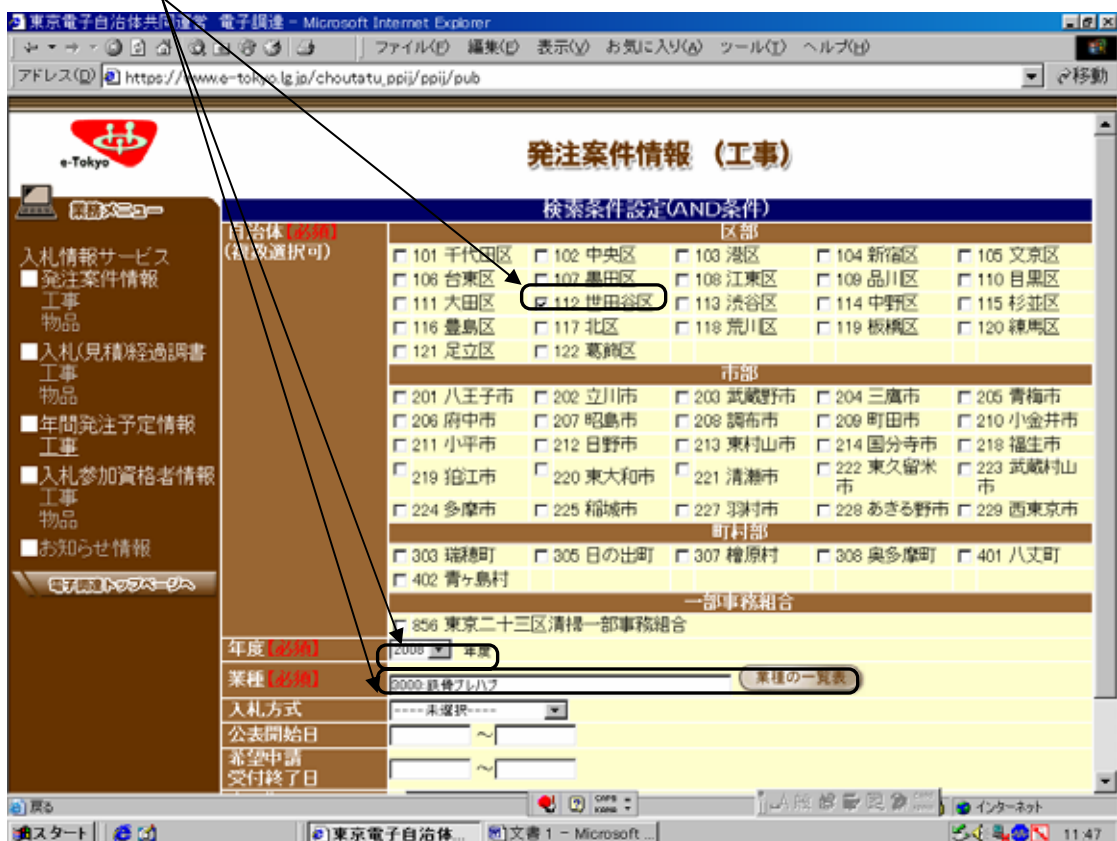 東京電子自治体共同運営 電子調達 - Microsoft Internet Explorer
ファイル(F) 編集(E) 表示(V) お気に入り(A) ツール(T) ヘルプ(H)
アドレス(D) https://www.e-tokyo.lg.jp/choutatu_ppij/ppij/pub 移動
e-Tokyo
発注案件情報 (工事)
業務メニュー
入札情報サービス
■発注案件情報
工事
物品
■入札(見積)経過調書
工事
物品
■年間発注予定情報
工事
■入札参加資格者情報
工事
物品
■お知らせ情報
電子調達トップページへ
検索条件設定(AND条件)
自治体【必須】
(複数選択可)
区部
101 千代田区 102 中央区 103 港区 104 新宿区 105 文京区
106 台東区 107 墨田区 108 江東区 109 品川区 110 目黒区
111 大田区 112 世田谷区 113 渋谷区 114 中野区 115 杉並区
116 豊島区 117 北区 118 荒川区 119 板橋区 120 練馬区
121 足立区 122 葛飾区
市部
201 八王子市 202 立川市 203 武蔵野市 204 三鷹市 205 青梅市
206 府中市 207 昭島市 208 調布市 209 町田市 210 小金井市
211 小平市 212 日野市 213 東村山市 214 国分寺市 218 福生市
219 狛江市 220 東大和市 221 清瀬市 222 東久留米市 223 武蔵村山市
224 多摩市 225 稲城市 227 羽村市 228 あきる野市 229 西東京市
町村部
303 瑞穂町 305 日の出町 307 檜原村 308 奥多摩町 401 八丈町
402 青ヶ島村
一部事務組合
856 東京二十三区清掃一部事務組合
年度【必須】 2008 年度
業種【必須】 3000:鉄骨プレハブ 業種の一覧表
入札方式 ----未選択----
公表開始日 ~
希望申請
受付終了日 ~
戻る
CAPS
KANA
インターネット
スタート 東京電子自治体... 文書 1 - Microsoft ... 11:47